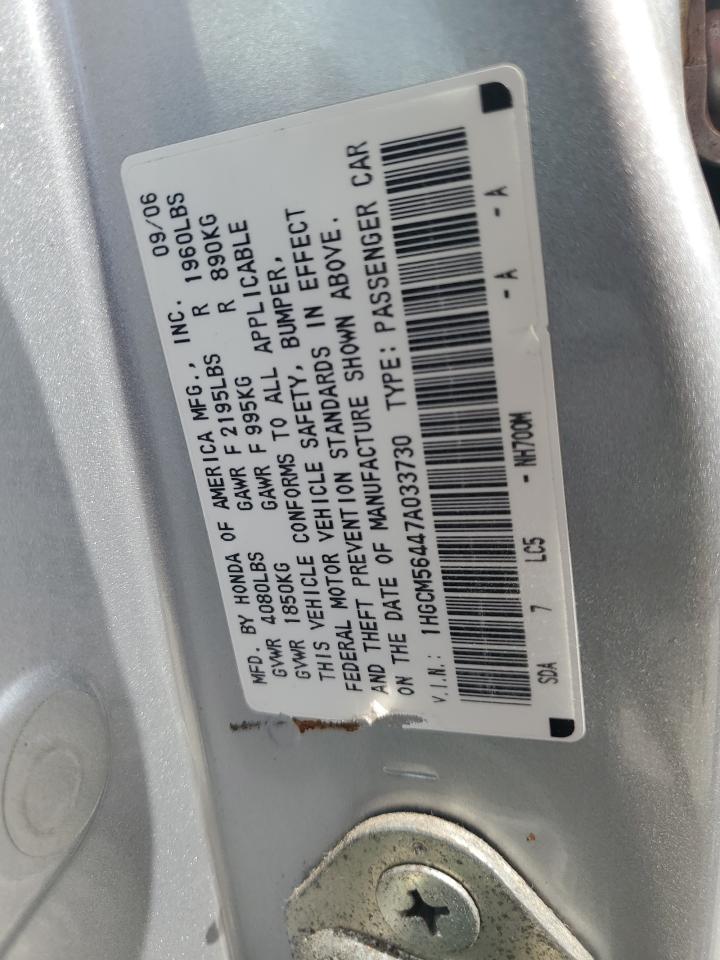 MFD. BY HONDA OF AMERICA MFG., INC. 09/06
GVWR 4080LBS GAWR F 2195LBS R 1960LBS
GVWR 1850KG GAWR F 995KG R 890KG
THIS VEHICLE CONFORMS TO ALL APPLICABLE
FEDERAL MOTOR VEHICLE SAFETY, BUMPER,
AND THEFT PREVENTION STANDARDS IN EFFECT
ON THE DATE OF MANUFACTURE SHOWN ABOVE.
V.I.N.: 1HGCM56447A033730 TYPE: PASSENGER CAR
SDA 7 LC5 - NH700M - A - A